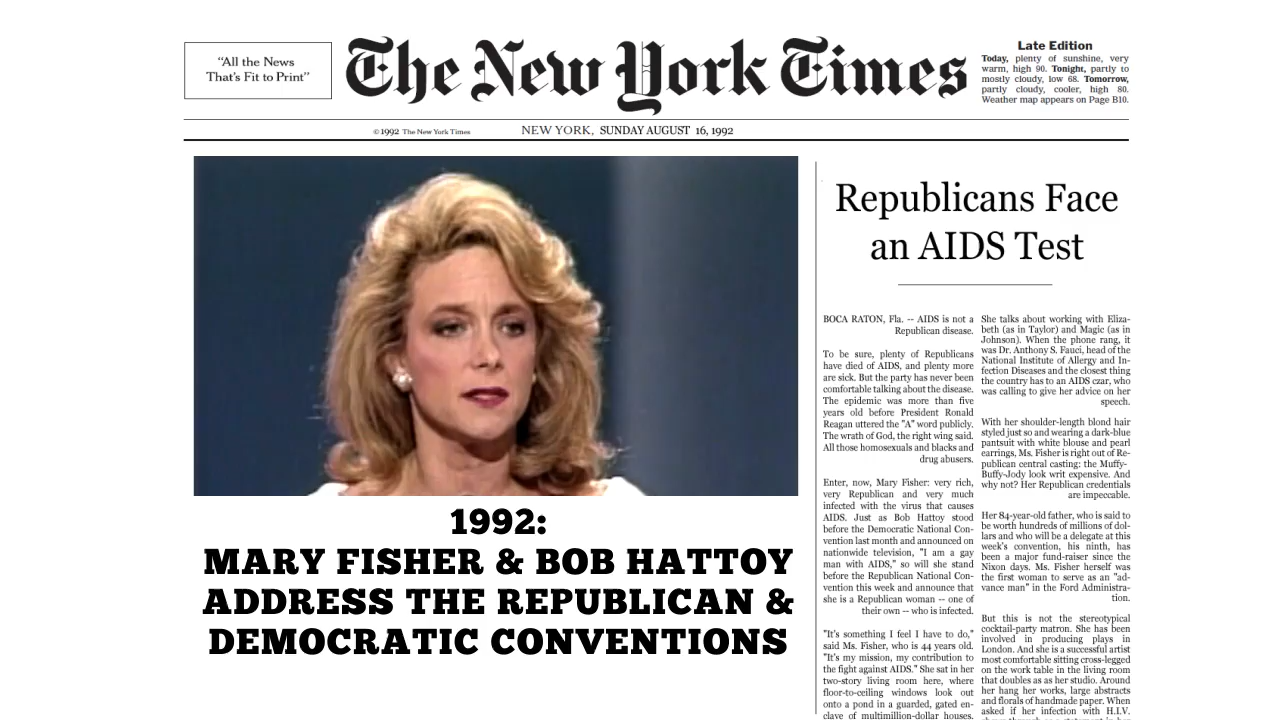 "All the News
That's Fit to Print"
The New York Times
Late Edition
Today, plenty of sunshine, very
warm, high 90. Tonight, partly to
mostly cloudy, low 68. Tomorrow,
partly cloudy, cooler, high 80.
Weather map appears on Page B10.
©1992 The New York Times
NEW YORK, SUNDAY AUGUST 16, 1992
1992:
MARY FISHER & BOB HATTOY
ADDRESS THE REPUBLICAN &
DEMOCRATIC CONVENTIONS
Republicans Face
an AIDS Test
BOCA RATON, Fla. -- AIDS is not a
Republican disease.
To be sure, plenty of Republicans
have died of AIDS, and plenty more
are sick. But the party has never been
comfortable talking about the disease.
The epidemic was more than five
years old before President Ronald
Reagan uttered the "A" word publicly.
The wrath of God, the right wing said.
All those homosexuals and blacks and
drug abusers.
Enter, now, Mary Fisher: very rich,
very Republican and very much
infected with the virus that causes
AIDS. Just as Bob Hattoy stood
before the Democratic National Con-
vention last month and announced on
nationwide television, "I am a gay
man with AIDS," so will she stand
before the Republican National Con-
vention this week and announce that
she is a Republican woman -- one of
their own -- who is infected.
"It's something I feel I have to do,"
said Ms. Fisher, who is 44 years old.
"It's my mission, my contribution to
the fight against AIDS." She sat in her
two-story living room here, where
floor-to-ceiling windows look out
onto a pond in a guarded, gated en-
clave of multimillion-dollar houses.
She talks about working with Eliza-
beth (as in Taylor) and Magic (as in
Johnson). When the phone rang, it
was Dr. Anthony S. Fauci, head of the
National Institute of Allergy and In-
fection Diseases and the closest thing
the country has to an AIDS czar, who
was calling to give her advice on her
speech.
With her shoulder-length blond hair
styled just so and wearing a dark-blue
pantsuit with white blouse and pearl
earrings, Ms. Fisher is right out of Re-
publican central casting: the Muffy-
Buffy-Jody look writ expensive. And
why not? Her Republican credentials
are impeccable.
Her 84-year-old father, who is said to
be worth hundreds of millions of dol-
lars and who will be a delegate at this
week's convention, his ninth, has
been a major fund-raiser since the
Nixon days. Ms. Fisher herself was
the first woman to serve as an "ad-
vance man" in the Ford Administra-
tion.
But this is not the stereotypical
cocktail-party matron. She has been
involved in producing plays in
London. And she is a successful artist
most comfortable sitting cross-legged
on the work table in the living room
that doubles as as her studio. Around
her hang her works, large abstracts
and florals of handmade paper. When
asked if her infection with H.I.V.